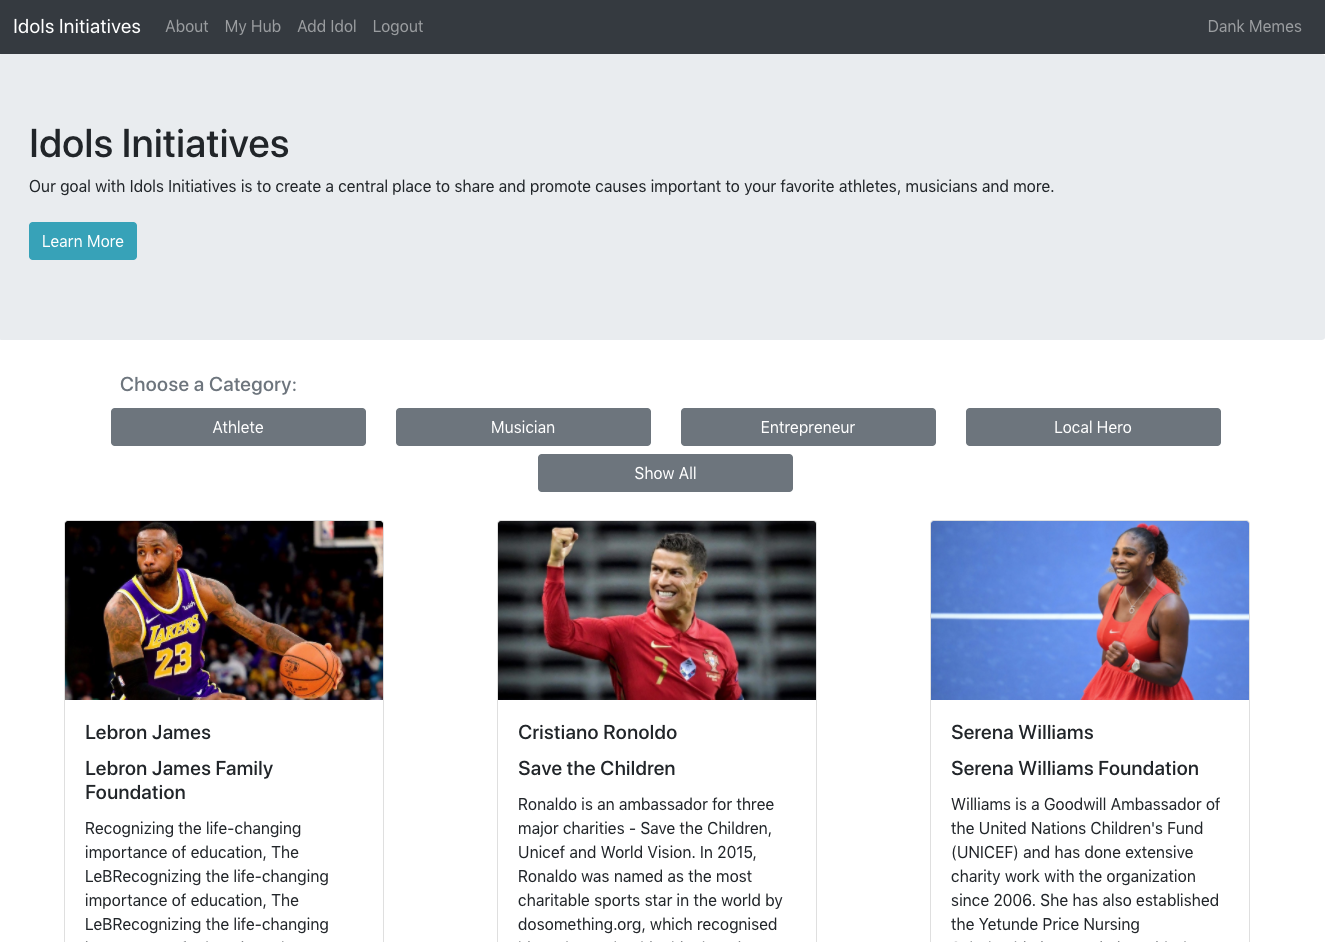 Idols Initiatives About My Hub Add Idol Logout Dank Memes
Idols Initiatives
Our goal with Idols Initiatives is to create a central place to share and promote causes important to your favorite athletes, musicians and more.
Learn More
Choose a Category:
Athlete Musician Entrepreneur Local Hero
Show All
LAKERS
23
7
Lebron James
Lebron James Family
Foundation
Recognizing the life-changing
importance of education, The
LeBRecognizing the life-changing
importance of education, The
LeBRecognizing the life-changing
Cristiano Ronoldo
Save the Children
Ronaldo is an ambassador for three
major charities - Save the Children,
Unicef and World Vision. In 2015,
Ronaldo was named as the most
charitable sports star in the world by
dosomething.org, which recognised
Serena Williams
Serena Williams Foundation
Williams is a Goodwill Ambassador of
the United Nations Children's Fund
(UNICEF) and has done extensive
charity work with the organization
since 2006. She has also established
the Yetunde Price Nursing